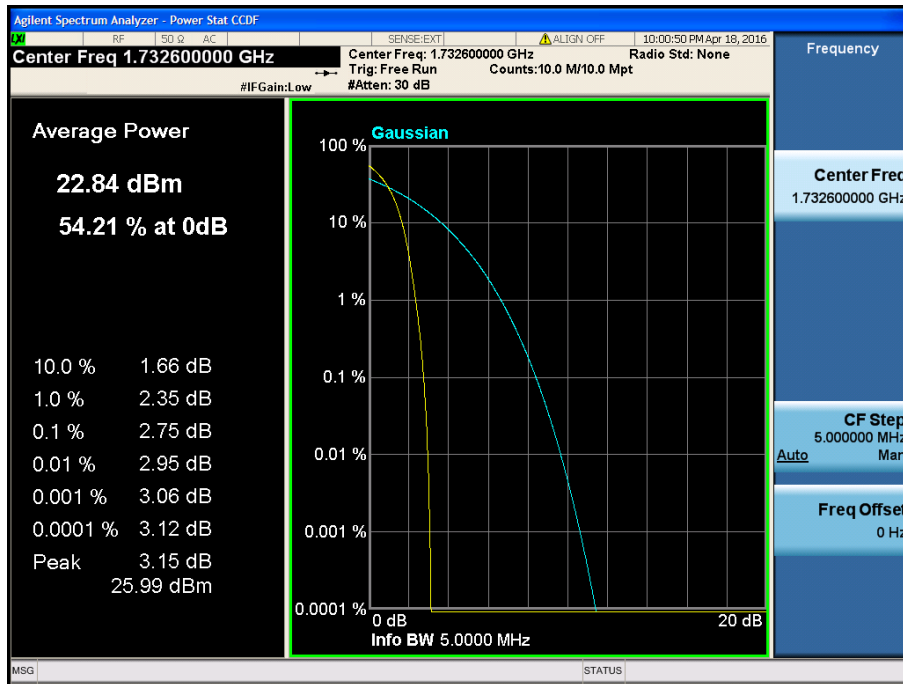 Agilent Spectrum Analyzer - Power Stat CCDF
LXI RF 50 Ω AC SENSE:EXT ALIGN OFF 10:00:50 PM Apr 18, 2016
Center Freq 1.732600000 GHz
Center Freq: 1.732600000 GHz Radio Std: None
Trig: Free Run Counts:10.0 M/10.0 Mpt
#IFGain:Low #Atten: 30 dB
Frequency
Average Power
22.84 dBm
54.21 % at 0dB
10.0 % 1.66 dB
1.0 % 2.35 dB
0.1 % 2.75 dB
0.01 % 2.95 dB
0.001 % 3.06 dB
0.0001 % 3.12 dB
Peak 3.15 dB
25.99 dBm
Gaussian
100 %
10 %
1 %
0.1 %
0.01 %
0.001 %
0.0001 %
0 dB 20 dB
Info BW 5.0000 MHz
Center Freq
1.732600000 GHz
CF Step
5.000000 MHz
Auto Man
Freq Offset
0 Hz
MSG STATUS